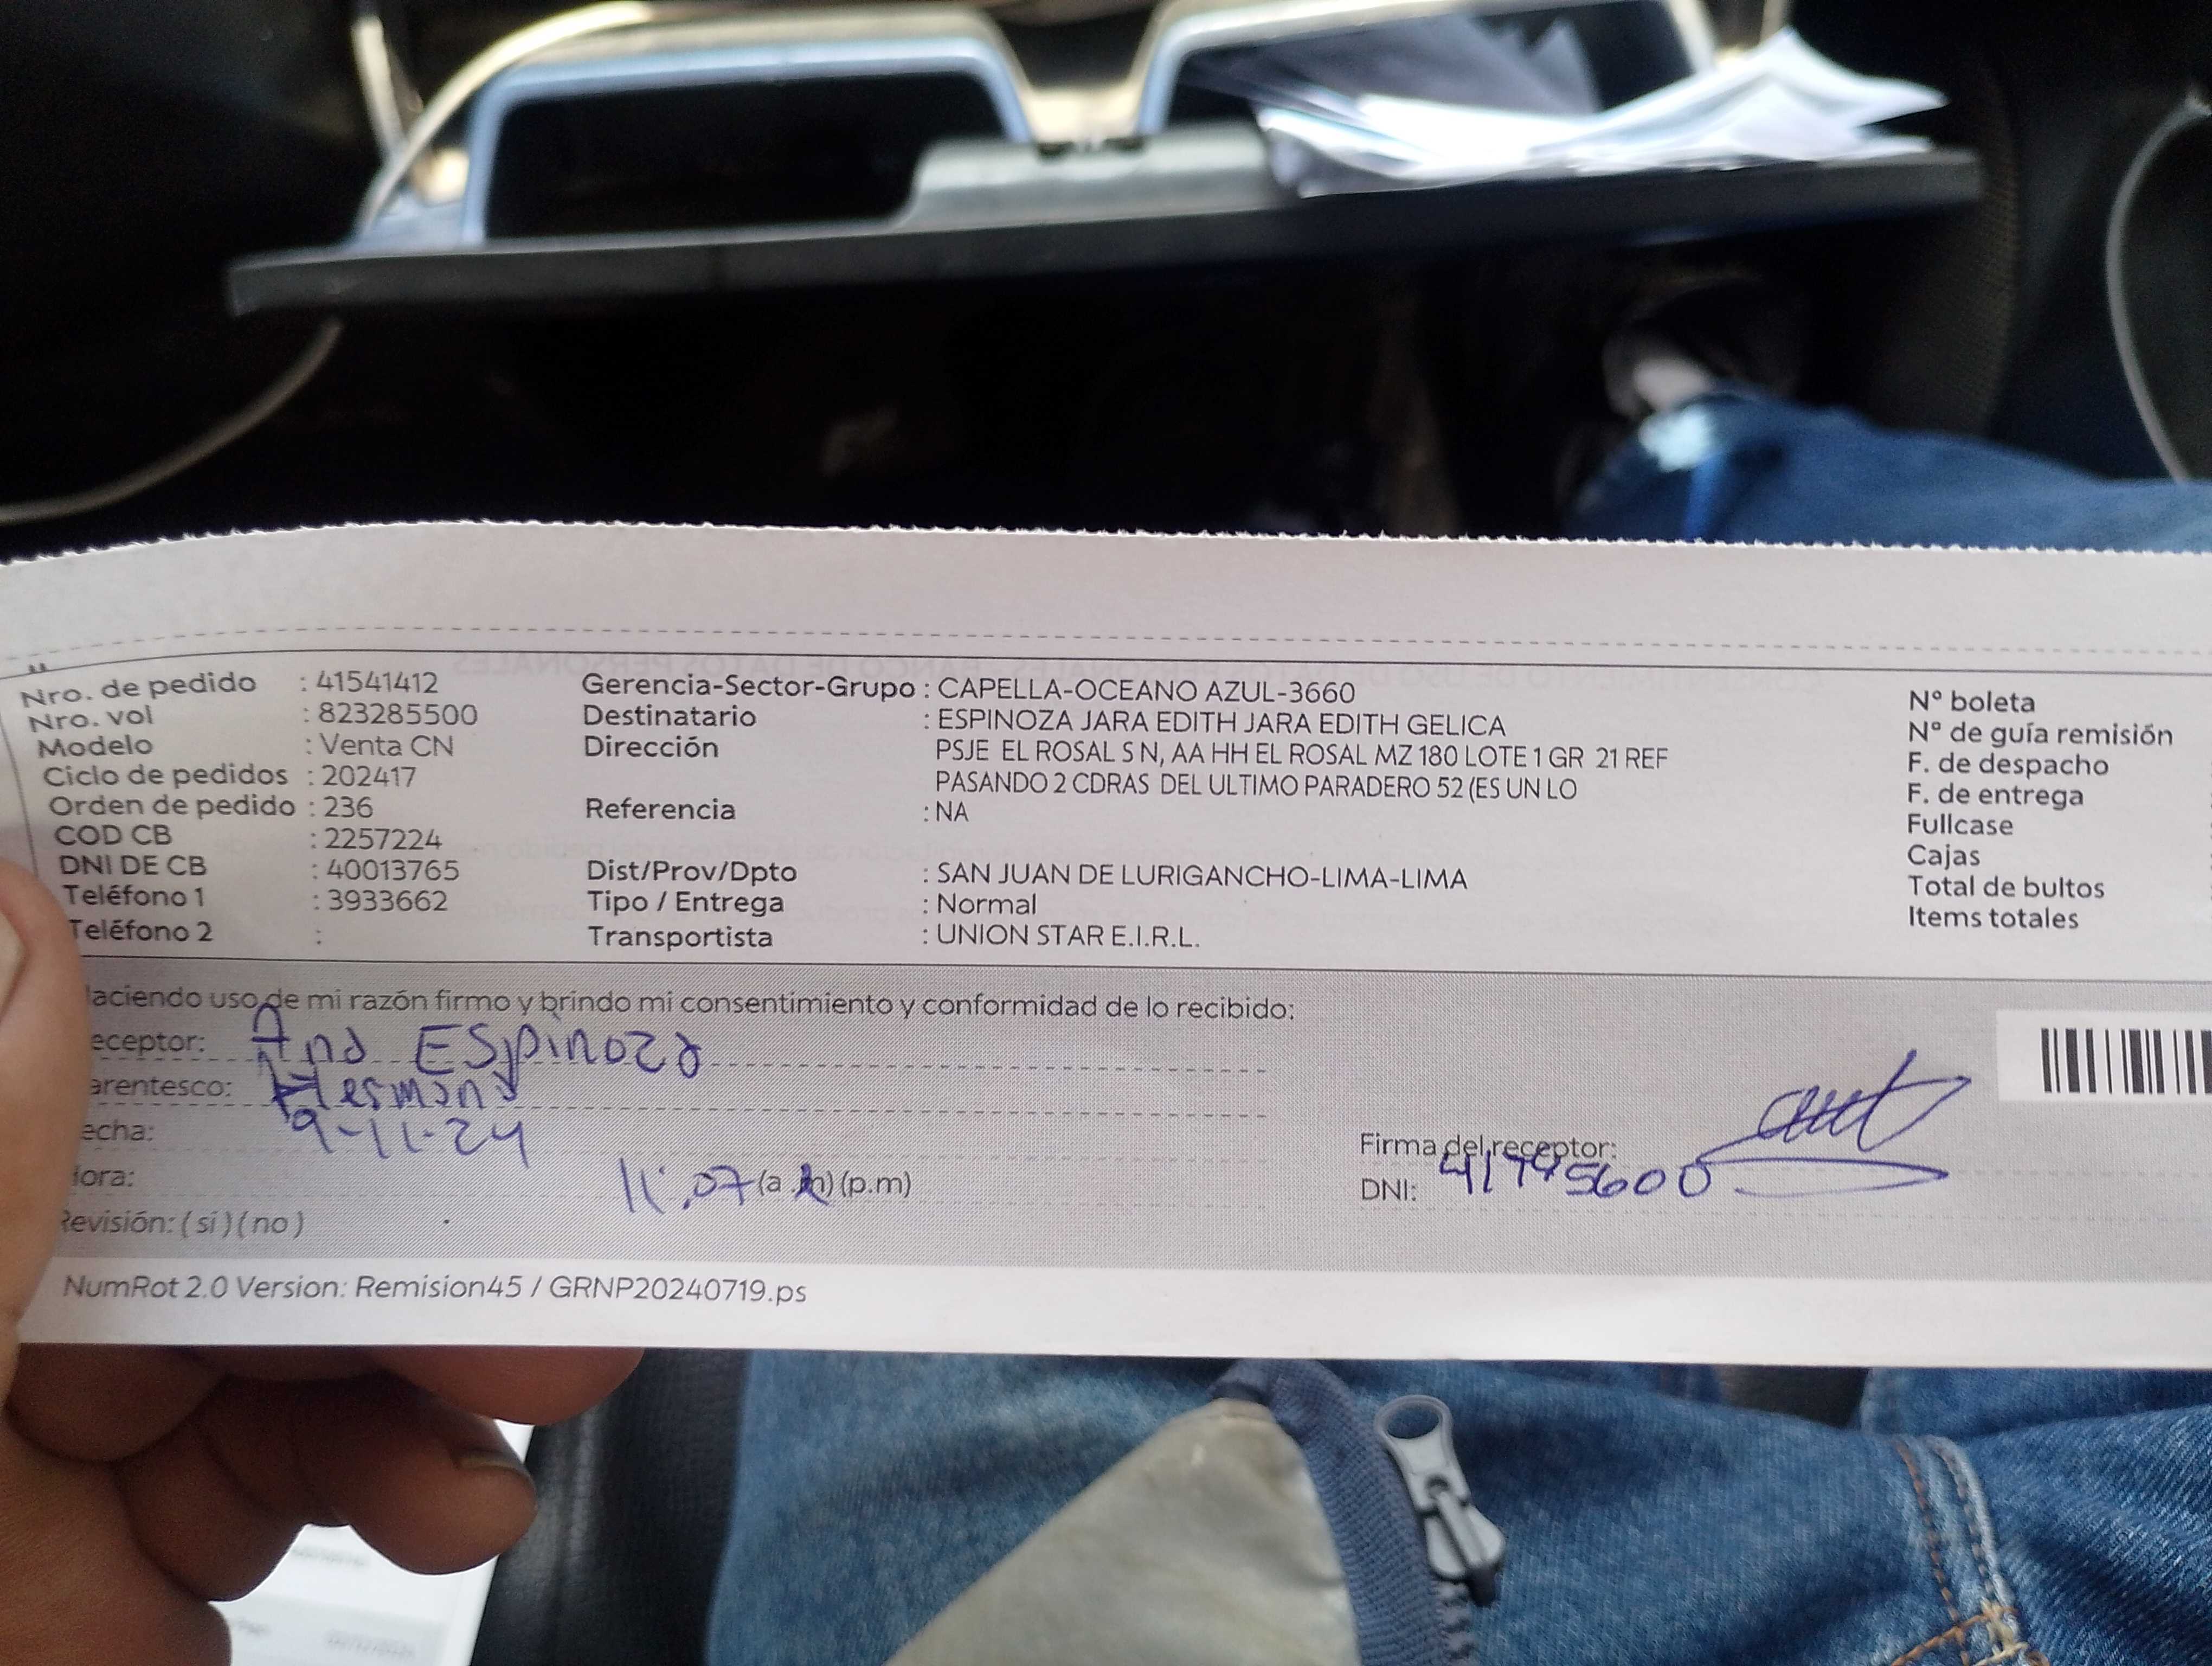 Nro. de pedido : 41541412
Nro. vol : 823285500
Modelo : Venta CN
Ciclo de pedidos : 202417
Orden de pedido : 236
COD CB : 2257224
DNI DE CB : 40013765
Teléfono 1 : 3933662
Teléfono 2 :
Gerencia-Sector-Grupo : CAPELLA-OCEANO AZUL-3660
Destinatario : ESPINOZA JARA EDITH JARA EDITH GELICA
Dirección PSJE EL ROSAL S N, AA HH EL ROSAL MZ 180 LOTE 1 GR 21 REF
PASANDO 2 CDRAS DEL ULTIMO PARADERO 52 (ES UN LO
Referencia : NA
Dist/Prov/Dpto : SAN JUAN DE LURIGANCHO-LIMA-LIMA
Tipo / Entrega : Normal
Transportista : UNION STAR E.I.R.L.
N° boleta
N° de guía remisión
F. de despacho
F. de entrega
Fullcase
Cajas
Total de bultos
Items totales
laciendo uso de mi razón firmo y brindo mi consentimiento y conformidad de lo recibido:
eceptor: Ana Espinoza
arentesco: Hermana
echa: 9-11-24
Hora: 11:07 (a.m) (p.m)
Revisión: (si) (no)
Firma del receptor:
DNI:
NumRot 2.0 Version: Remision45 / GRNP20240719.ps